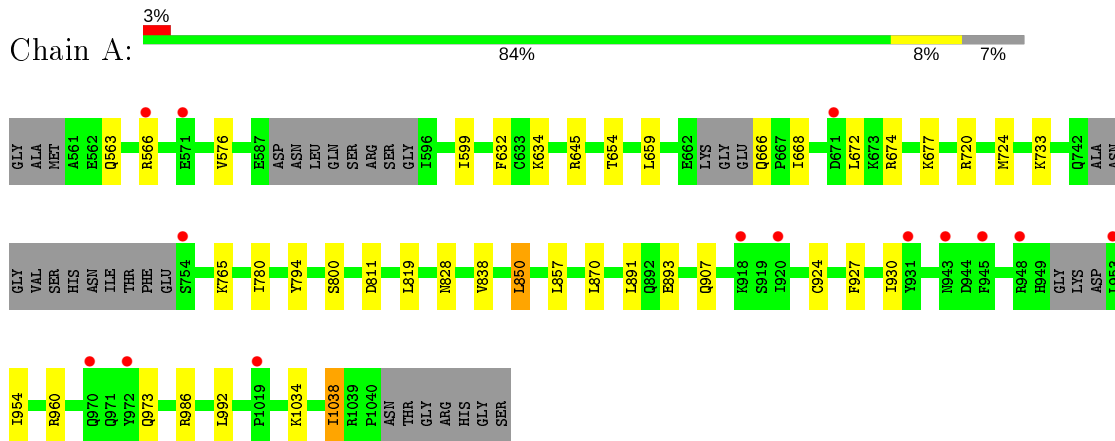 3%
Chain A:
84% 8% 7%
GLY ALA MET A561 E562 Q563 R566 E571 V576 E587 ASP ASN LEU GLN SER ARG SER GLY I596 I599 F632 C633 K634 R645 T654 L659 E662 LYS GLY GLU Q666 P667 I668 D671 L672 K673 R674 K677 R720 M724 K733 Q742 ALA ASN
GLY VAL SER HIS ASN ILE THR PHE GLU S754 K765 I780 Y794 S800 D811 L819 N828 V838 L850 L857 L870 L891 Q892 E893 Q907 K918 S919 I920 C924 F927 I930 Y931 N943 D944 F945 R948 H949 GLY LYS ASP I953
I954 R960 Q970 Q971 Y972 Q973 R986 L992 P1019 K1034 I1038 R1039 P1040 ASN THR GLY ARG HIS GLY SER